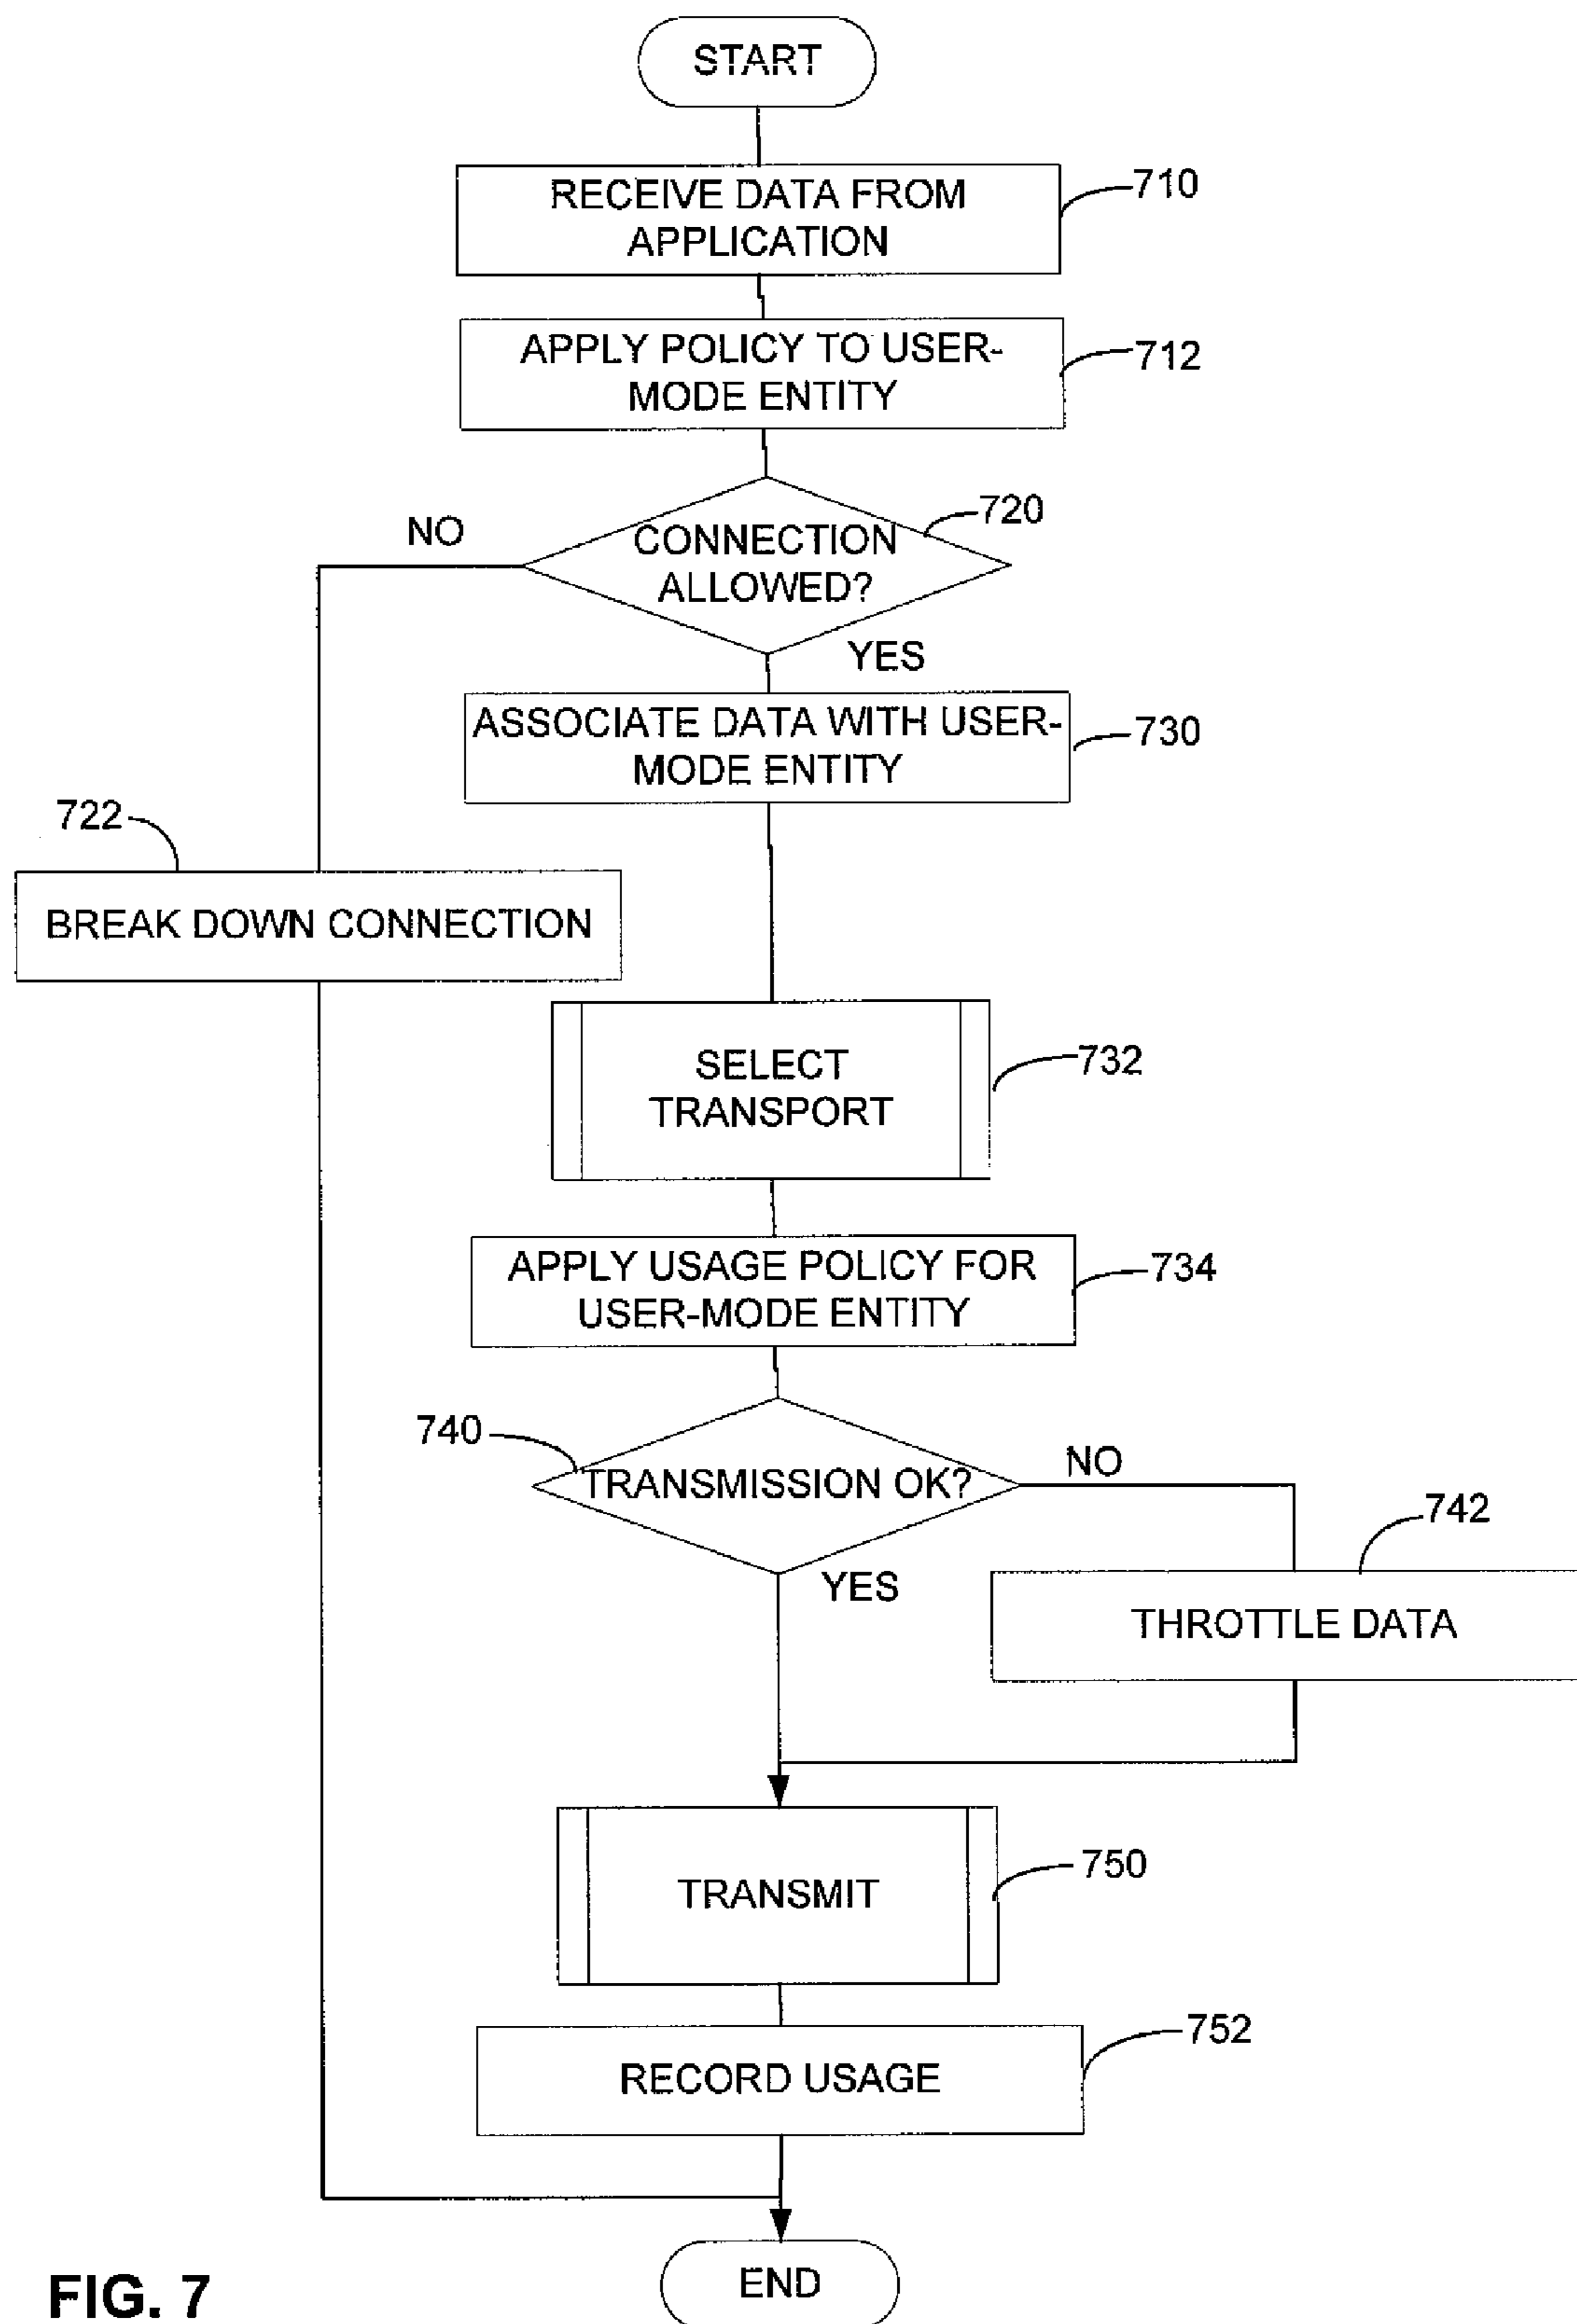 START
RECEIVE DATA FROM
APPLICATION
710
APPLY POLICY TO USER-
MODE ENTITY
712
CONNECTION
ALLOWED?
720
NO
YES
ASSOCIATE DATA WITH USER-
MODE ENTITY
730
722
BREAK DOWN CONNECTION
SELECT
TRANSPORT
732
APPLY USAGE POLICY FOR
USER-MODE ENTITY
734
740
TRANSMISSION OK?
NO
YES
742
THROTTLE DATA
TRANSMIT
750
RECORD USAGE
752
END
FIG. 7